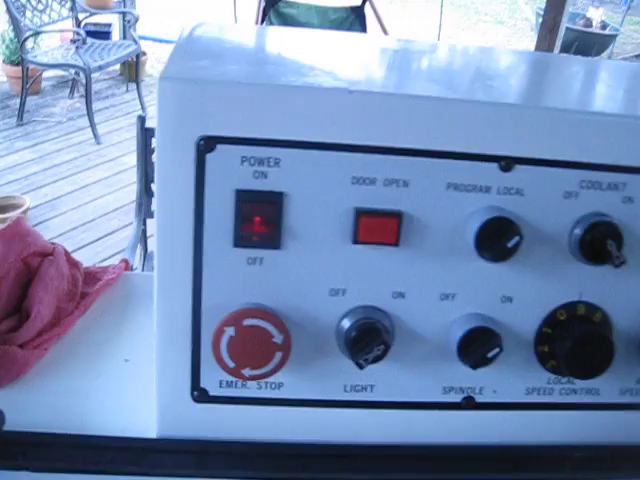 POWER
ON
OFF
DOOR OPEN
PROGRAM LOCAL
COOLANT
OFF ON
EMER. STOP
OFF ON
LIGHT
OFF ON
SPINDLE
LOCAL
SPEED CONTROL